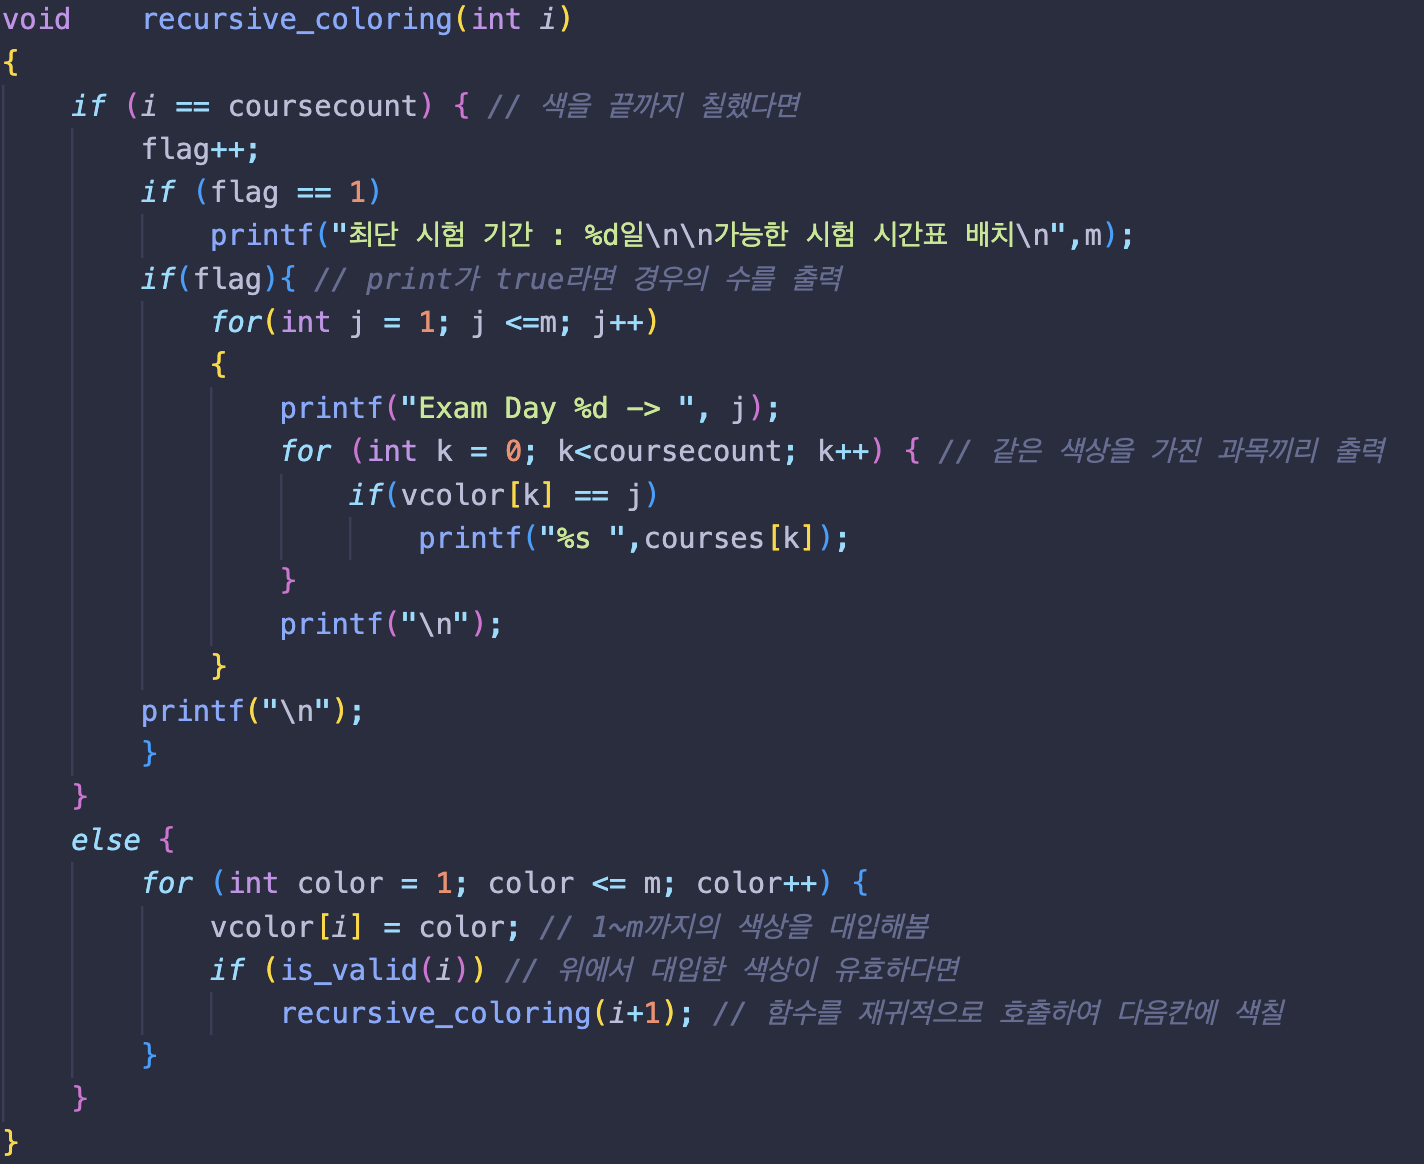 void    recursive_coloring(int i)
{
    if (i == coursecount) { // 색을 끝까지 칠했다면
        flag++;
        if (flag == 1)
            printf("최단 시험 기간 : %d일\n\n가능한 시험 시간표 배치\n",m);
        if(flag){ // print가 true라면 경우의 수를 출력
            for(int j = 1; j <=m; j++)
            {
                printf("Exam Day %d -> ", j);
                for (int k = 0; k<coursecount; k++) { // 같은 색상을 가진 과목끼리 출력
                    if(vcolor[k] == j)
                        printf("%s ",courses[k]);
                }
                printf("\n");
            }
        printf("\n");
        }
    }
    else {
        for (int color = 1; color <= m; color++) {
            vcolor[i] = color; // 1~m까지의 색상을 대입해봄
            if (is_valid(i)) // 위에서 대입한 색상이 유효하다면
                recursive_coloring(i+1); // 함수를 재귀적으로 호출하여 다음칸에 색칠
        }
    }
}